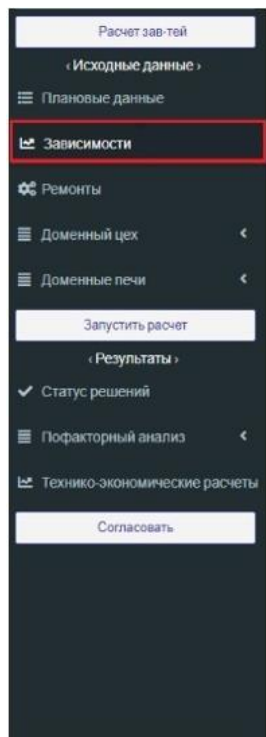 Расчет зав-тей
‹ Исходные данные ›
Плановые данные
Зависимости
Ремонты
Доменный цех
Доменные печи
Запустить расчет
‹ Результаты ›
Статус решений
Пофакторный анализ
Технико-экономические расчеты
Согласовать